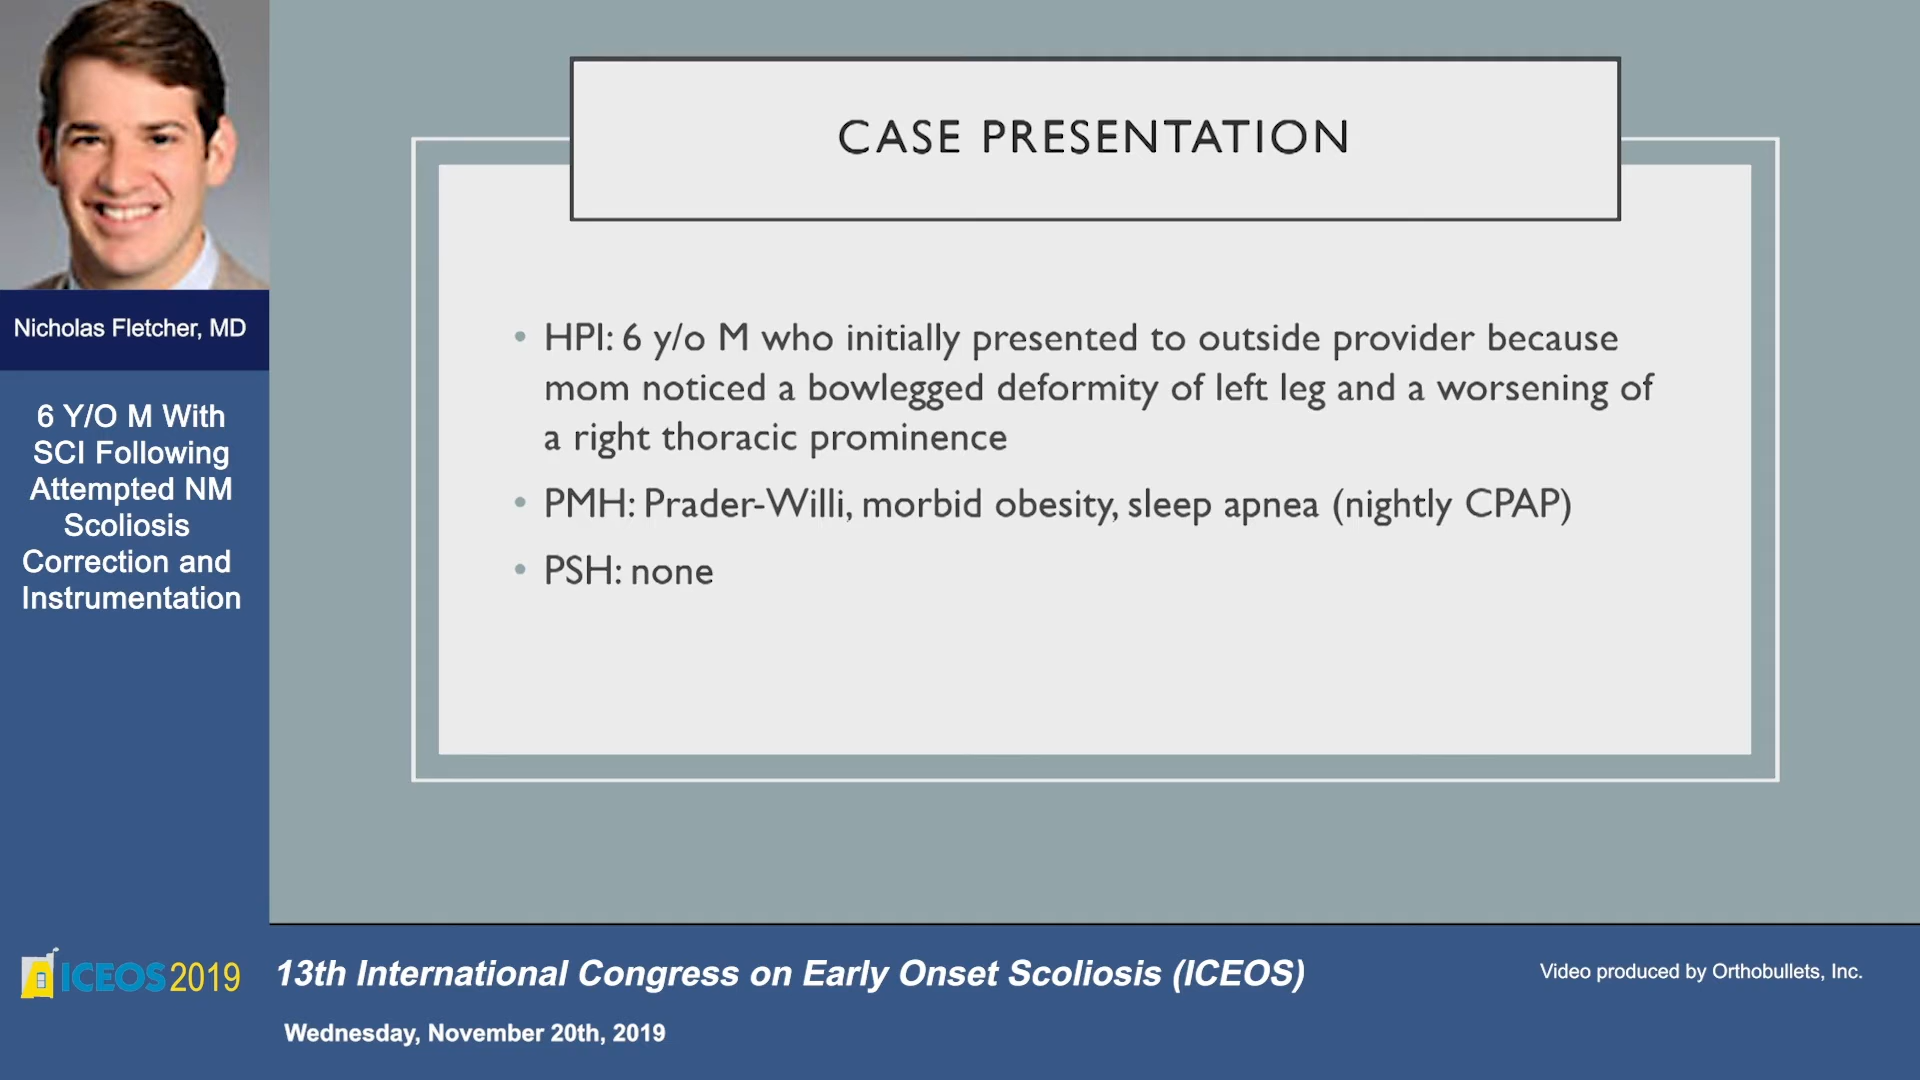 CASE PRESENTATION
• HPI: 6 y/o M who initially presented to outside provider because
mom noticed a bowlegged deformity of left leg and a worsening of
a right thoracic prominence
• PMH: Prader-Willi, morbid obesity, sleep apnea (nightly CPAP)
• PSH: none
Nicholas Fletcher, MD
6 Y/O M With
SCI Following
Attempted NM
Scoliosis
Correction and
Instrumentation
ICEOS 2019
13th International Congress on Early Onset Scoliosis (ICEOS)
Wednesday, November 20th, 2019
Video produced by Orthobullets, Inc.